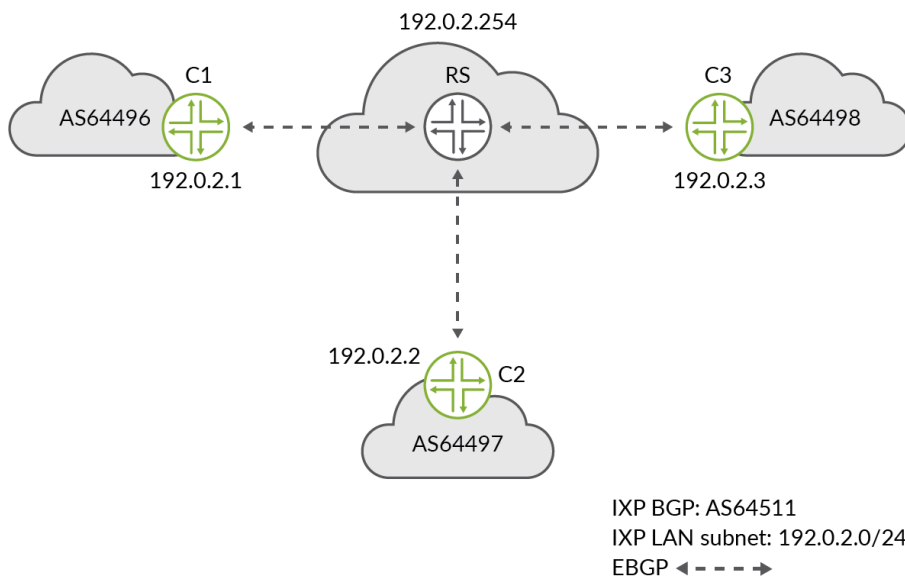 192.0.2.254
C1
RS
C3
AS64496
AS64498
192.0.2.1
192.0.2.3
192.0.2.2
C2
AS64497
IXP BGP: AS64511
IXP LAN subnet: 192.0.2.0/24
EBGP